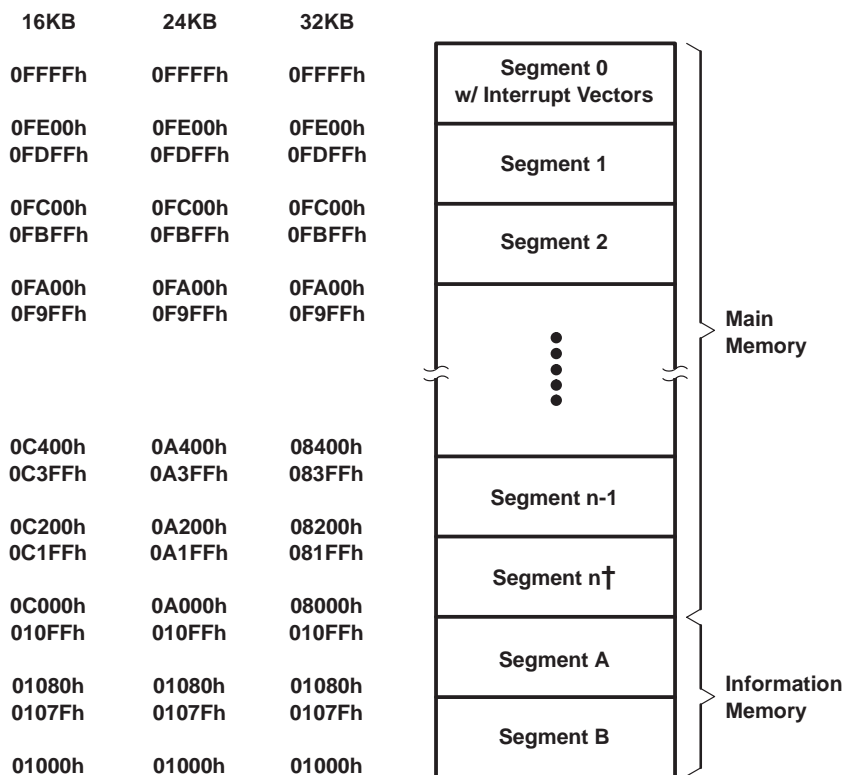 16KB 24KB 32KB
0FFFFh 0FFFFh 0FFFFh
Segment 0
w/ Interrupt Vectors
0FE00h 0FE00h 0FE00h
0FDFFh 0FDFFh 0FDFFh
Segment 1
0FC00h 0FC00h 0FC00h
0FBFFh 0FBFFh 0FBFFh
Segment 2
0FA00h 0FA00h 0FA00h
0F9FFh 0F9FFh 0F9FFh
Main
Memory
0C400h 0A400h 08400h
0C3FFh 0A3FFh 083FFh
Segment n-1
0C200h 0A200h 08200h
0C1FFh 0A1FFh 081FFh
Segment n†
0C000h 0A000h 08000h
010FFh 010FFh 010FFh
Segment A
01080h 01080h 01080h
0107Fh 0107Fh 0107Fh
Information
Memory
Segment B
01000h 01000h 01000h